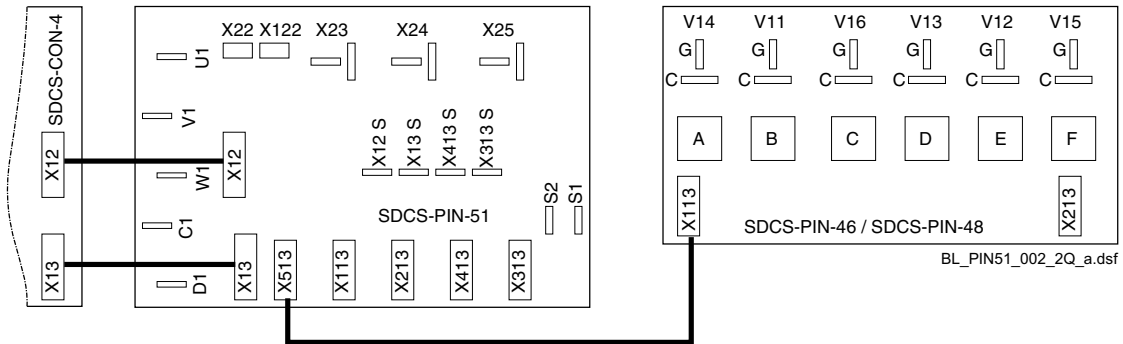 SDCS-CON-4
X12
X13
U1
V1
W1
C1
D1
X22 X122 X23 X24 X25
X12
X12 S
X13 S
X413 S
X313 S
S2
S1
SDCS-PIN-51
X13
X513
X113
X213
X413
X313
V14 V11 V16 V13 V12 V15
G G G G G G
C C C C C C
A B C D E F
X113
X213
SDCS-PIN-46 / SDCS-PIN-48
BL_PIN51_002_2Q_a.dsf